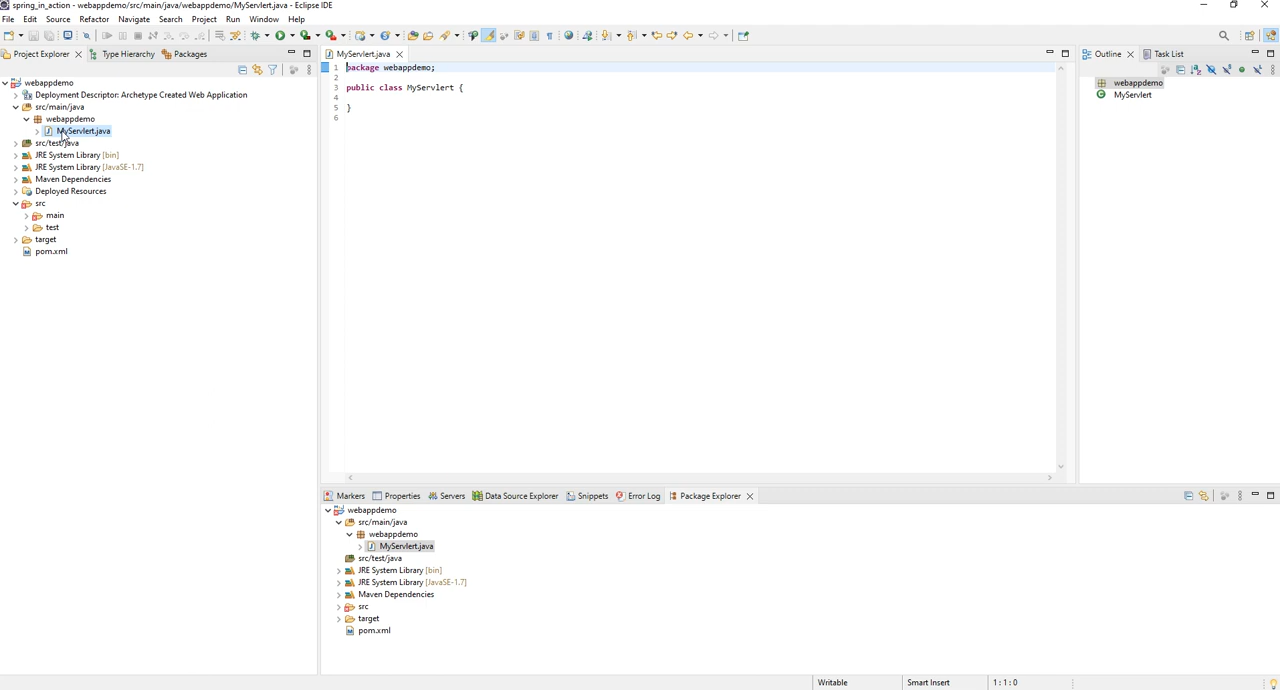 spring_in_action - webappdemo/src/main/java/webappdemo/MyServlert.java - Eclipse IDE
File Edit Source Refactor Navigate Search Project Run Window Help
Project Explorer
Type Hierarchy
Packages
webappdemo
Deployment Descriptor: Archetype Created Web Application
src/main/java
webappdemo
MyServlert.java
src/test/java
JRE System Library [bin]
JRE System Library [JavaSE-1.7]
Maven Dependencies
Deployed Resources
src
main
test
target
pom.xml
MyServlert.java
1 package webappdemo;
2
3 public class MyServlert {
4
5 }
6
Outline
Task List
webappdemo
MyServlert
Markers
Properties
Servers
Data Source Explorer
Snippets
Error Log
Package Explorer
webappdemo
src/main/java
webappdemo
MyServlert.java
src/test/java
JRE System Library [bin]
JRE System Library [JavaSE-1.7]
Maven Dependencies
src
target
pom.xml
Writable
Smart Insert
1 : 1 : 0